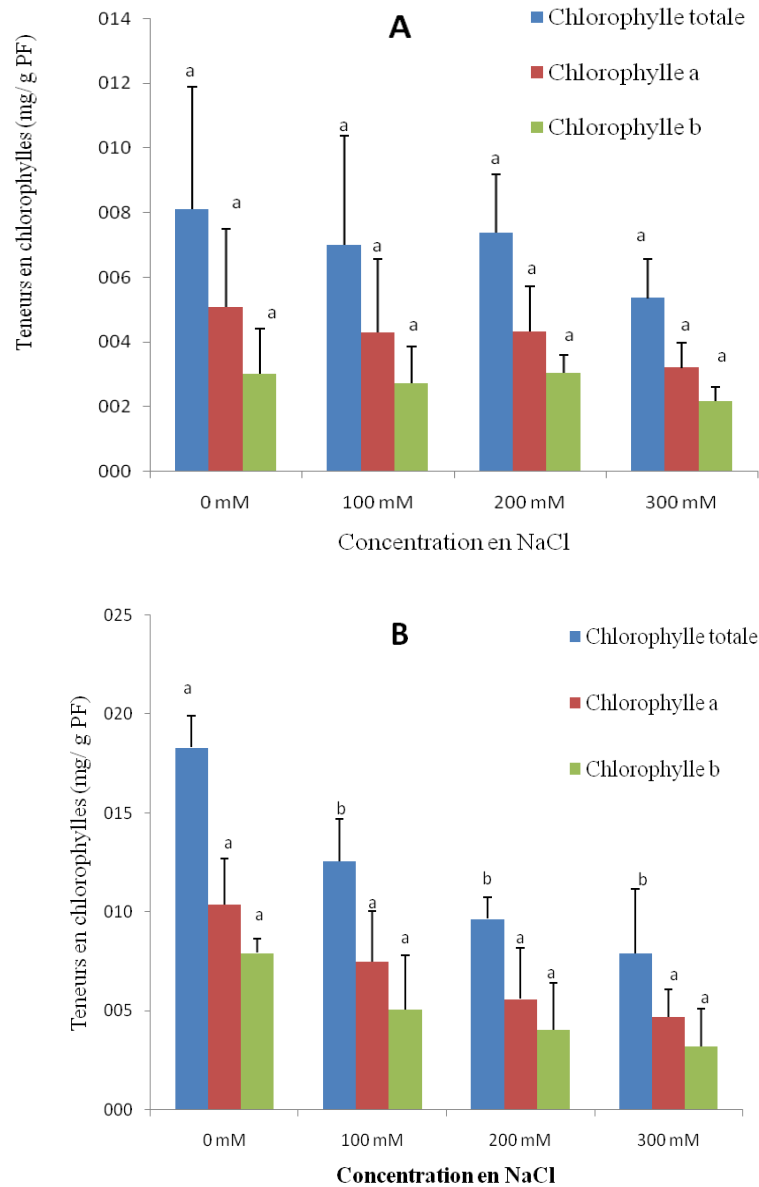 A
Chlorophylle totale
Chlorophylle a
Chlorophylle b
Teneurs en chlorophylles (mg/ g PF)
014
012
010
008
006
004
002
000
a
a
a
a
a
a
a
a
a
a
a
a
0 mM
100 mM
200 mM
300 mM
Concentration en NaCl
B
Chlorophylle totale
Chlorophylle a
Chlorophylle b
Teneurs en chlorophylles (mg/ g PF)
025
020
015
010
005
000
a
a
a
b
a
a
b
a
a
b
a
a
0 mM
100 mM
200 mM
300 mM
Concentration en NaCl